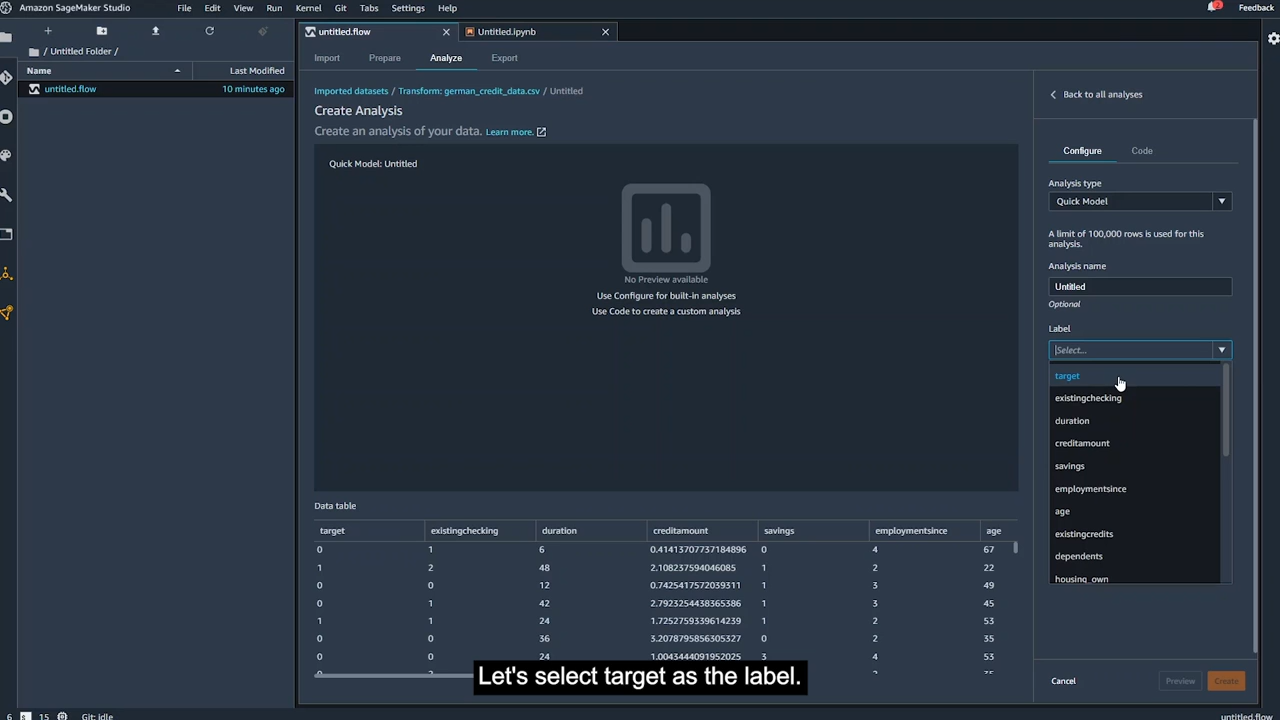 Amazon SageMaker Studio File Edit View Run Kernel Git Tabs Settings Help 2 Feedback
untitled.flow Untitled.ipynb
/ Untitled Folder /
Name Last Modified
untitled.flow 10 minutes ago
Import Prepare Analyze Export
Imported datasets / Transform: german_credit_data.csv / Untitled
Create Analysis
Create an analysis of your data. Learn more.
Quick Model: Untitled
No Preview available
Use Configure for built-in analyses
Use Code to create a custom analysis
Data table
target existingchecking duration creditamount savings employmentsince age
0 1 6 0.41413707737184896 0 4 67
1 2 48 2.108237594046085 1 2 22
0 0 12 0.7425417572039311 1 3 49
0 1 42 2.7932324438365386 1 3 45
1 1 24 1.7252759339614239 1 2 53
0 0 36 3.2078795856305327 0 2 35
0 0 24 1.0043444091952025 3 4 53
Back to all analyses
Configure Code
Analysis type
Quick Model
A limit of 100,000 rows is used for this
analysis.
Analysis name
Untitled
Optional
Label
Select...
target
existingchecking
duration
creditamount
savings
employmentsince
age
existingcredits
dependents
housing_own
Cancel Preview Create
Let's select target as the label.
6 15 Git: idle untitled.flow